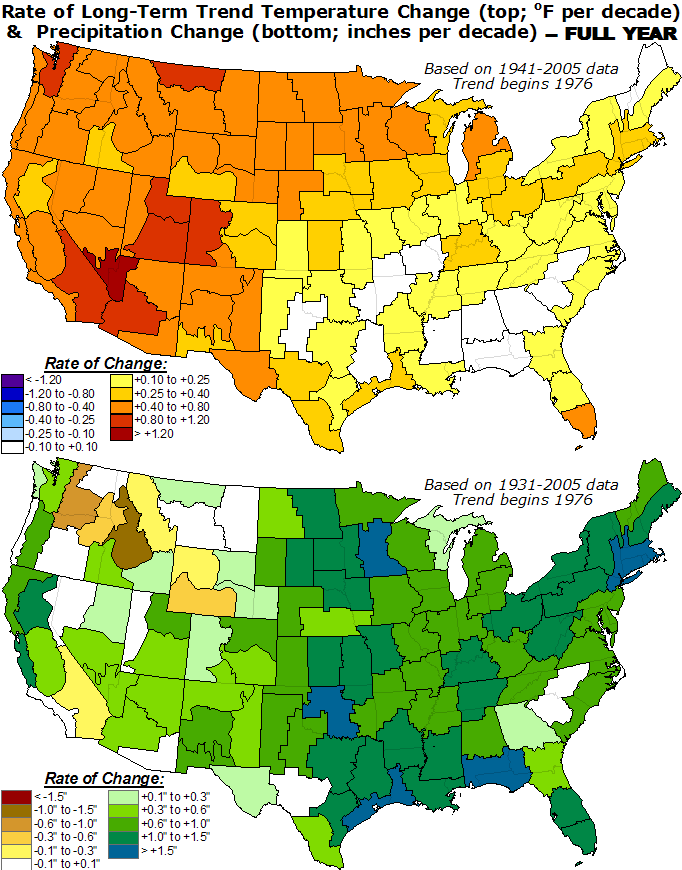 Rate of Long-Term Trend Temperature Change (top; ºF per decade)
& Precipitation Change (bottom; inches per decade) – FULL YEAR
Based on 1941-2005 data
Trend begins 1976
Rate of Change:
< -1.20
-1.20 to -0.80
-0.80 to -0.40
-0.40 to -0.25
-0.25 to -0.10
-0.10 to +0.10
+0.10 to +0.25
+0.25 to +0.40
+0.40 to +0.80
+0.80 to +1.20
> +1.20
Based on 1931-2005 data
Trend begins 1976
Rate of Change:
< -1.5"
-1.0" to -1.5"
-0.6" to -1.0"
-0.3" to -0.6"
-0.1" to -0.3"
-0.1" to +0.1"
+0.1" to +0.3"
+0.3" to +0.6"
+0.6" to +1.0"
+1.0" to +1.5"
> +1.5"